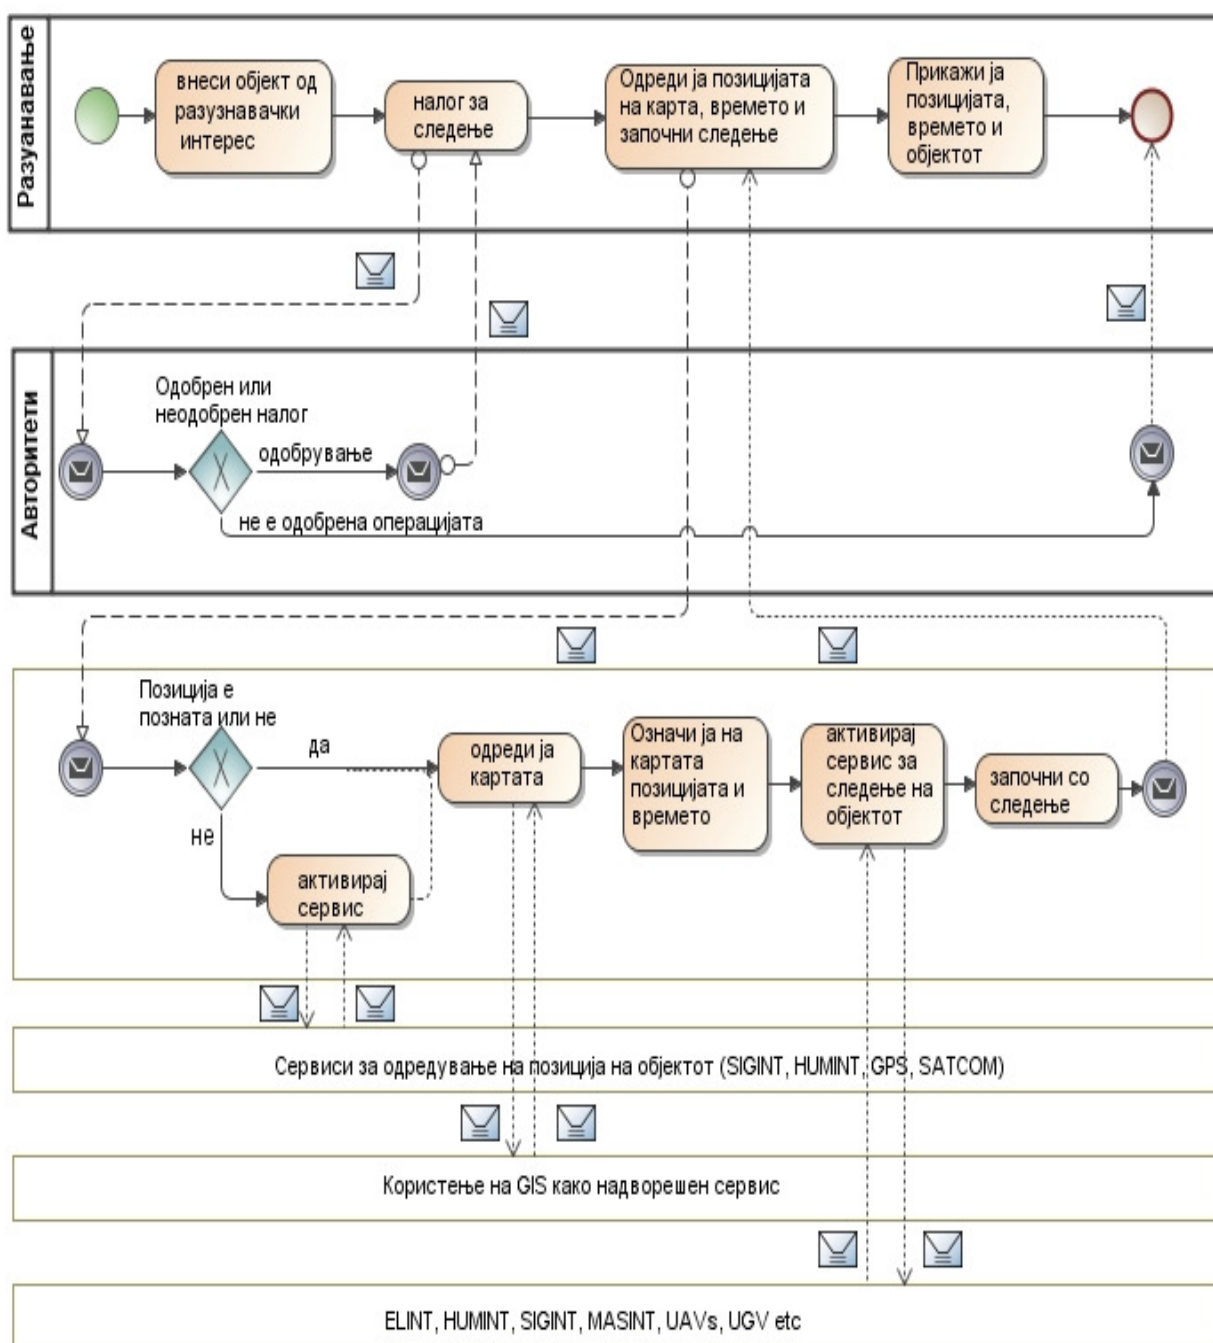 Разуанавање
внеси објект од
разузнавачки
интерес
налог за
следење
Одреди ја позицијата
на карта, времето и
започни следење
Прикажи ја
позицијата,
времето и
објектот
Авторитети
Одобрен или
неодобрен налог
одобрување
не е одобрена операцијата
Позиција е
позната или не
да
не
активирај
сервис
одреди ја
картата
Означи ја на
картата
позицијата и
времето
активирај
сервис за
следење на
објектот
започни со
следење
Сервиси за одредување на позиција на објектот (SIGINT, HUMINT, GPS, SATCOM)
Користење на GIS како надворешен сервис
ELINT, HUMINT, SIGINT, MASINT, UAVs, UGV etc